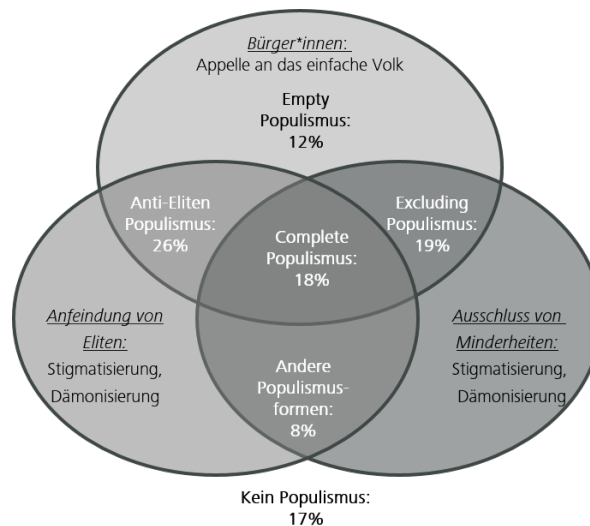 Bürger*innen:
Appelle an das einfache Volk
Empty
Populismus:
12%
Anti-Eliten
Populismus:
26%
Complete
Populismus:
18%
Excluding
Populismus:
19%
Anfeindung von
Eliten:
Stigmatisierung,
Dämonisierung
Ausschluss von
Minderheiten:
Stigmatisierung,
Dämonisierung
Andere
Populismus-
formen:
8%
Kein Populismus:
17%